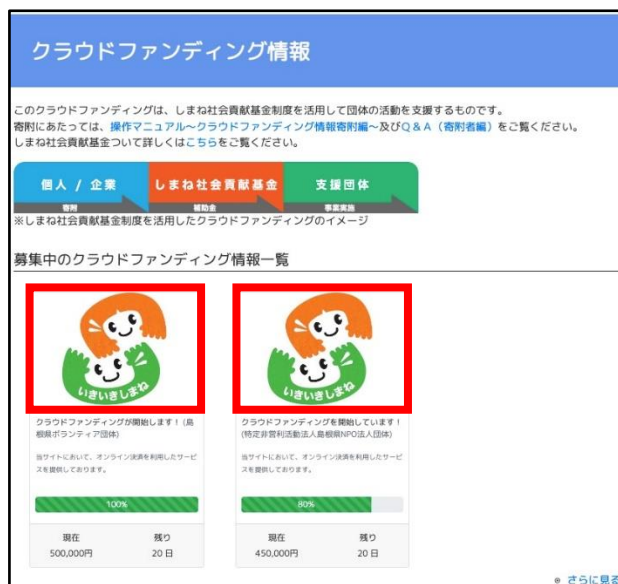 クラウドファンディング情報
このクラウドファンディングは、しまね社会貢献基金制度を活用して団体の活動を支援するものです。
寄附にあたっては、操作マニュアル～クラウドファンディング情報寄附編～及びQ＆A（寄附者編）をご覧ください。
しまね社会貢献基金ついて詳しくはこちらをご覧ください。
個人 / 企業
しまね社会貢献基金
支援団体
寄附
補助金
事業実施
※しまね社会貢献基金制度を活用したクラウドファンディングのイメージ
募集中のクラウドファンディング情報一覧
いきいきしまね
クラウドファンディングが開始します！(島
根県ボランティア団体)
当サイトにおいて、オンライン決済を利用したサービ
スを提供しております。
100%
現在
残り
500,000円
20 日
いきいきしまね
クラウドファンディングを開始しています！
(特定非営利活動法人島根県NPO法人団体)
当サイトにおいて、オンライン決済を利用したサービ
スを提供しております。
80%
現在
残り
450,000円
20 日
さらに見る